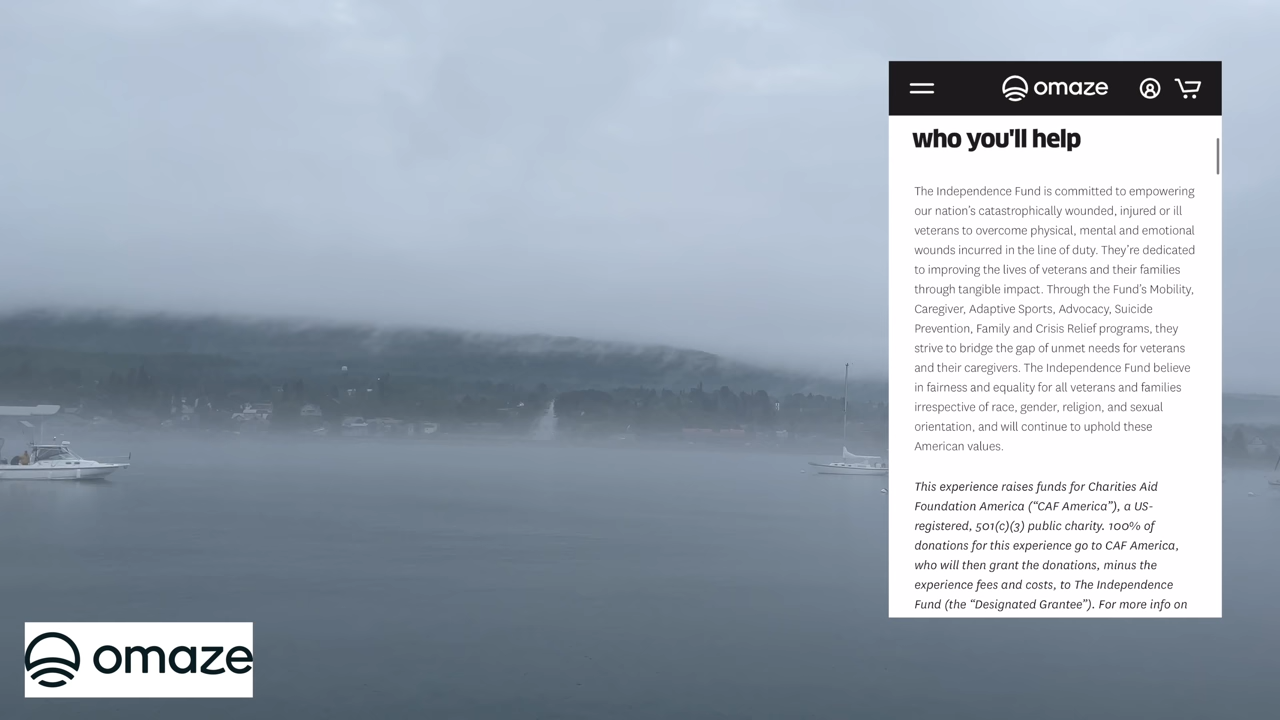 omaze
who you'll help
The Independence Fund is committed to empowering
our nation's catastrophically wounded, injured or ill
veterans to overcome physical, mental and emotional
wounds incurred in the line of duty. They're dedicated
to improving the lives of veterans and their families
through tangible impact. Through the Fund's Mobility,
Caregiver, Adaptive Sports, Advocacy, Suicide
Prevention, Family and Crisis Relief programs, they
strive to bridge the gap of unmet needs for veterans
and their caregivers. The Independence Fund believe
in fairness and equality for all veterans and families
irrespective of race, gender, religion, and sexual
orientation, and will continue to uphold these
American values.
This experience raises funds for Charities Aid
Foundation America (“CAF America”), a US-
registered, 501(c)(3) public charity. 100% of
donations for this experience go to CAF America,
who will then grant the donations, minus the
experience fees and costs, to The Independence
Fund (the “Designated Grantee”). For more info on
omaze